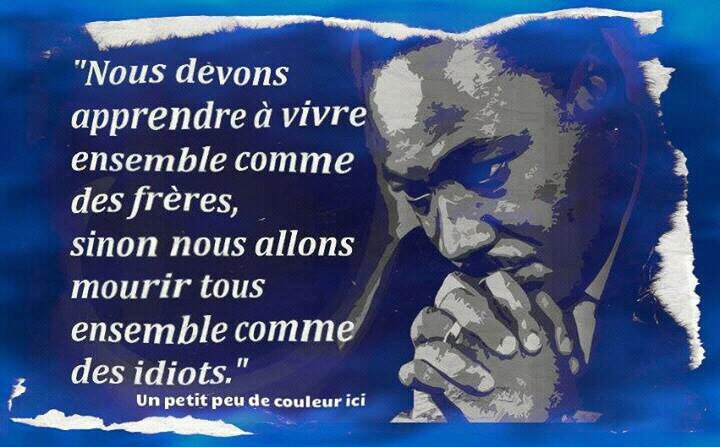 "Nous devons
apprendre à vivre
ensemble comme
des frères,
sinon nous allons
mourir tous
ensemble comme
des idiots."
Un petit peu de couleur ici